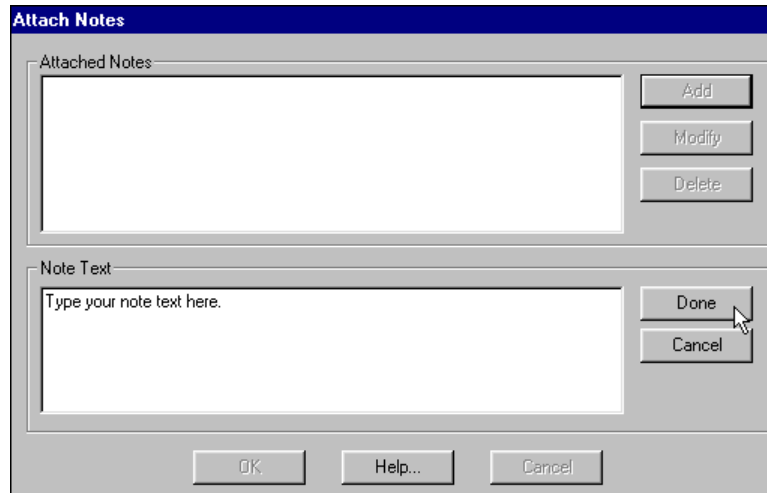 Attach Notes
Attached Notes
Add
Modify
Delete
Note Text
Type your note text here.
Done
Cancel
OK
Help...
Cancel